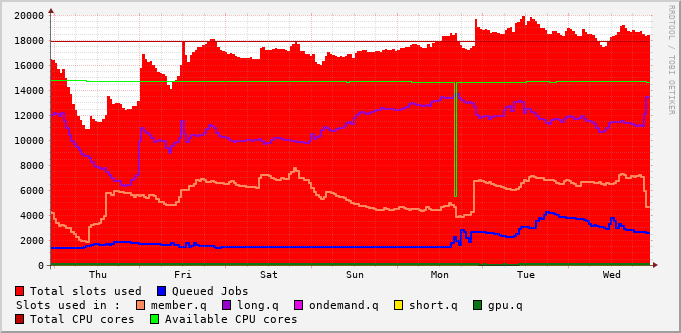 20000
18000
16000
14000
12000
10000
8000
6000
4000
2000
0
Thu Fri Sat Sun Mon Tue Wed
RRDTOOL / TOBI OETIKER
Total slots used Queued Jobs
Slots used in : member.q long.q ondemand.q short.q gpu.q
Total CPU cores Available CPU cores